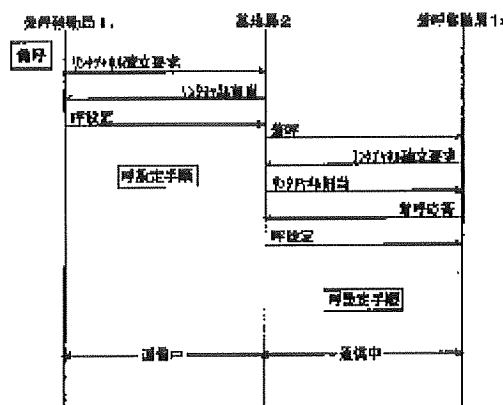 発呼移動局1₁ 基地局2 着呼移動局1₂
発呼
リンクチャネル確立要求
リンクチャネル割当
呼設定
着呼
リンクチャネル確立要求
呼設定手順
リンクチャネル割当
着呼応答
呼設定
呼設定手順
通信中 通信中